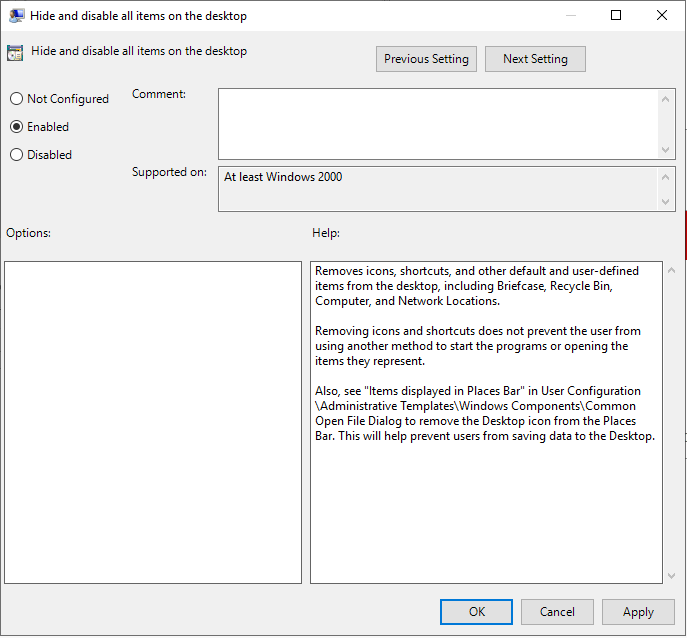 Hide and disable all items on the desktop
Hide and disable all items on the desktop
Previous Setting
Next Setting
Not Configured
Enabled
Disabled
Comment:
Supported on:
At least Windows 2000
Options:
Help:
Removes icons, shortcuts, and other default and user-defined
items from the desktop, including Briefcase, Recycle Bin,
Computer, and Network Locations.
Removing icons and shortcuts does not prevent the user from
using another method to start the programs or opening the
items they represent.
Also, see "Items displayed in Places Bar" in User Configuration
\Administrative Templates\Windows Components\Common
Open File Dialog to remove the Desktop icon from the Places
Bar. This will help prevent users from saving data to the Desktop.
OK
Cancel
Apply